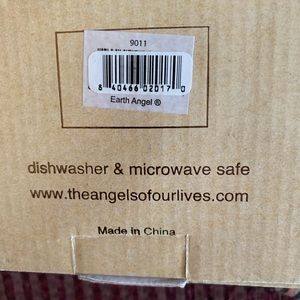 9011
8 40466 02017 0
Earth Angel ®
dishwasher & microwave safe
www.theangelsofourlives.com
Made in China